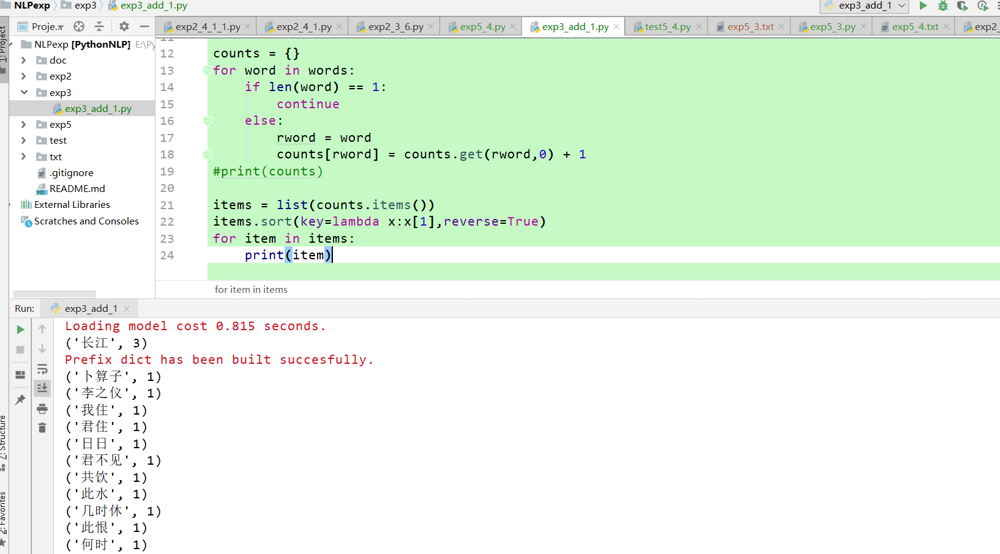 NLPexp exp3 exp3_add_1.py exp3_add_1
1: Project
Proje..
exp2_4_1_1.py exp2_4_1.py exp2_3_6.py exp5_4.py exp3_add_1.py test5_4.py exp5_3.txt exp5_3.py exp5_4.txt exp2_
NLPexp [PythonNLP] E:\Py
doc
exp2
exp3
exp3_add_1.py
exp5
test
txt
.gitignore
README.md
External Libraries
Scratches and Consoles
11
12 counts = {}
13 for word in words:
14 if len(word) == 1:
15 continue
16 else:
17 rword = word
18 counts[rword] = counts.get(rword,0) + 1
19 #print(counts)
20
21 items = list(counts.items())
22 items.sort(key=lambda x:x[1],reverse=True)
23 for item in items:
24 print(item)
for item in items
Run: exp3_add_1
Loading model cost 0.815 seconds.
('长江', 3)
Prefix dict has been built succesfully.
('卜算子', 1)
('李之仪', 1)
('我住', 1)
('君住', 1)
('日日', 1)
('君不见', 1)
('共饮', 1)
('此水', 1)
('几时休', 1)
('此恨', 1)
('何时', 1)
7: Structure
2: Favorites